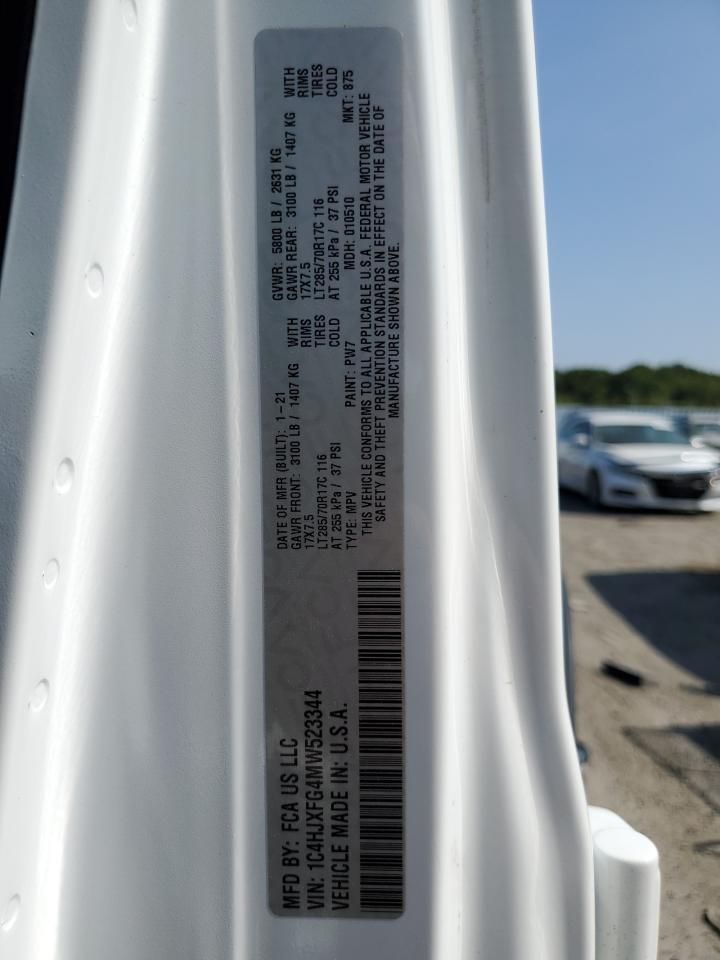 MFD BY: FCA US LLC
VIN: 1C4HJXFG4MW523344
VEHICLE MADE IN: U.S.A.
DATE OF MFR (BUILT): 1-21
GVWR: 5800 LB / 2631 KG
GAWR FRONT: 3100 LB / 1407 KG WITH
17X7.5 RIMS
LT285/70R17C 116 TIRES
AT 255 kPa / 37 PSI COLD
GAWR REAR: 3100 LB / 1407 KG WITH
17X7.5 RIMS
LT285/70R17C 116 TIRES
AT 255 kPa / 37 PSI COLD
TYPE: MPV PAINT: PW7 MDH: 010510 MKT: 875
THIS VEHICLE CONFORMS TO ALL APPLICABLE U.S.A. FEDERAL MOTOR VEHICLE
SAFETY AND THEFT PREVENTION STANDARDS IN EFFECT ON THE DATE OF
MANUFACTURE SHOWN ABOVE.